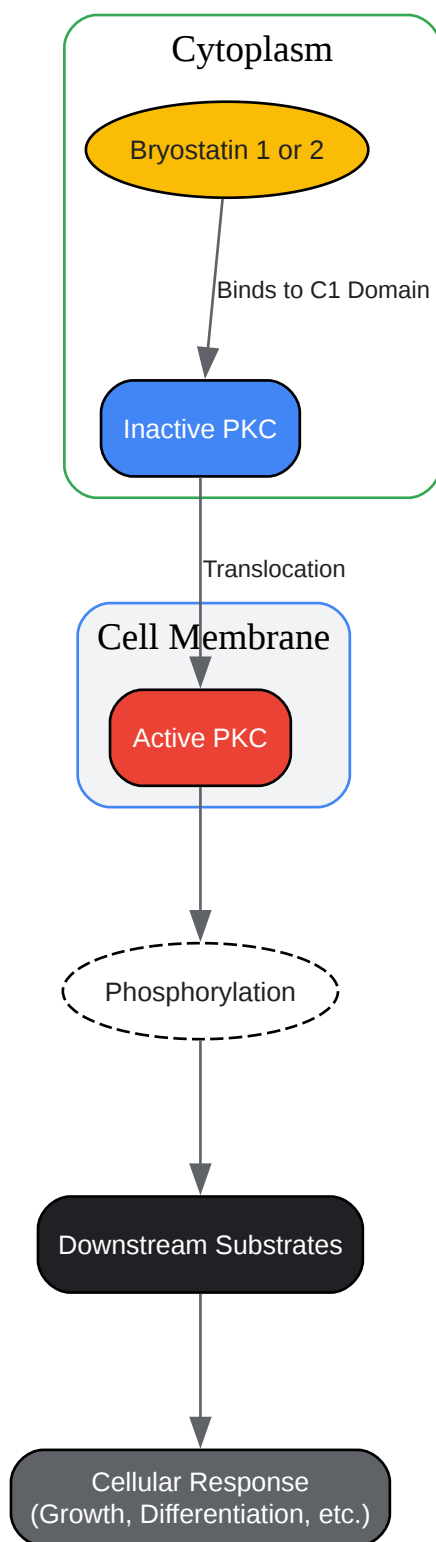 Cytoplasm
Bryostatin 1 or 2
Binds to C1 Domain
Inactive PKC
Translocation
Cell Membrane
Active PKC
Phosphorylation
Downstream Substrates
Cellular Response
(Growth, Differentiation, etc.)